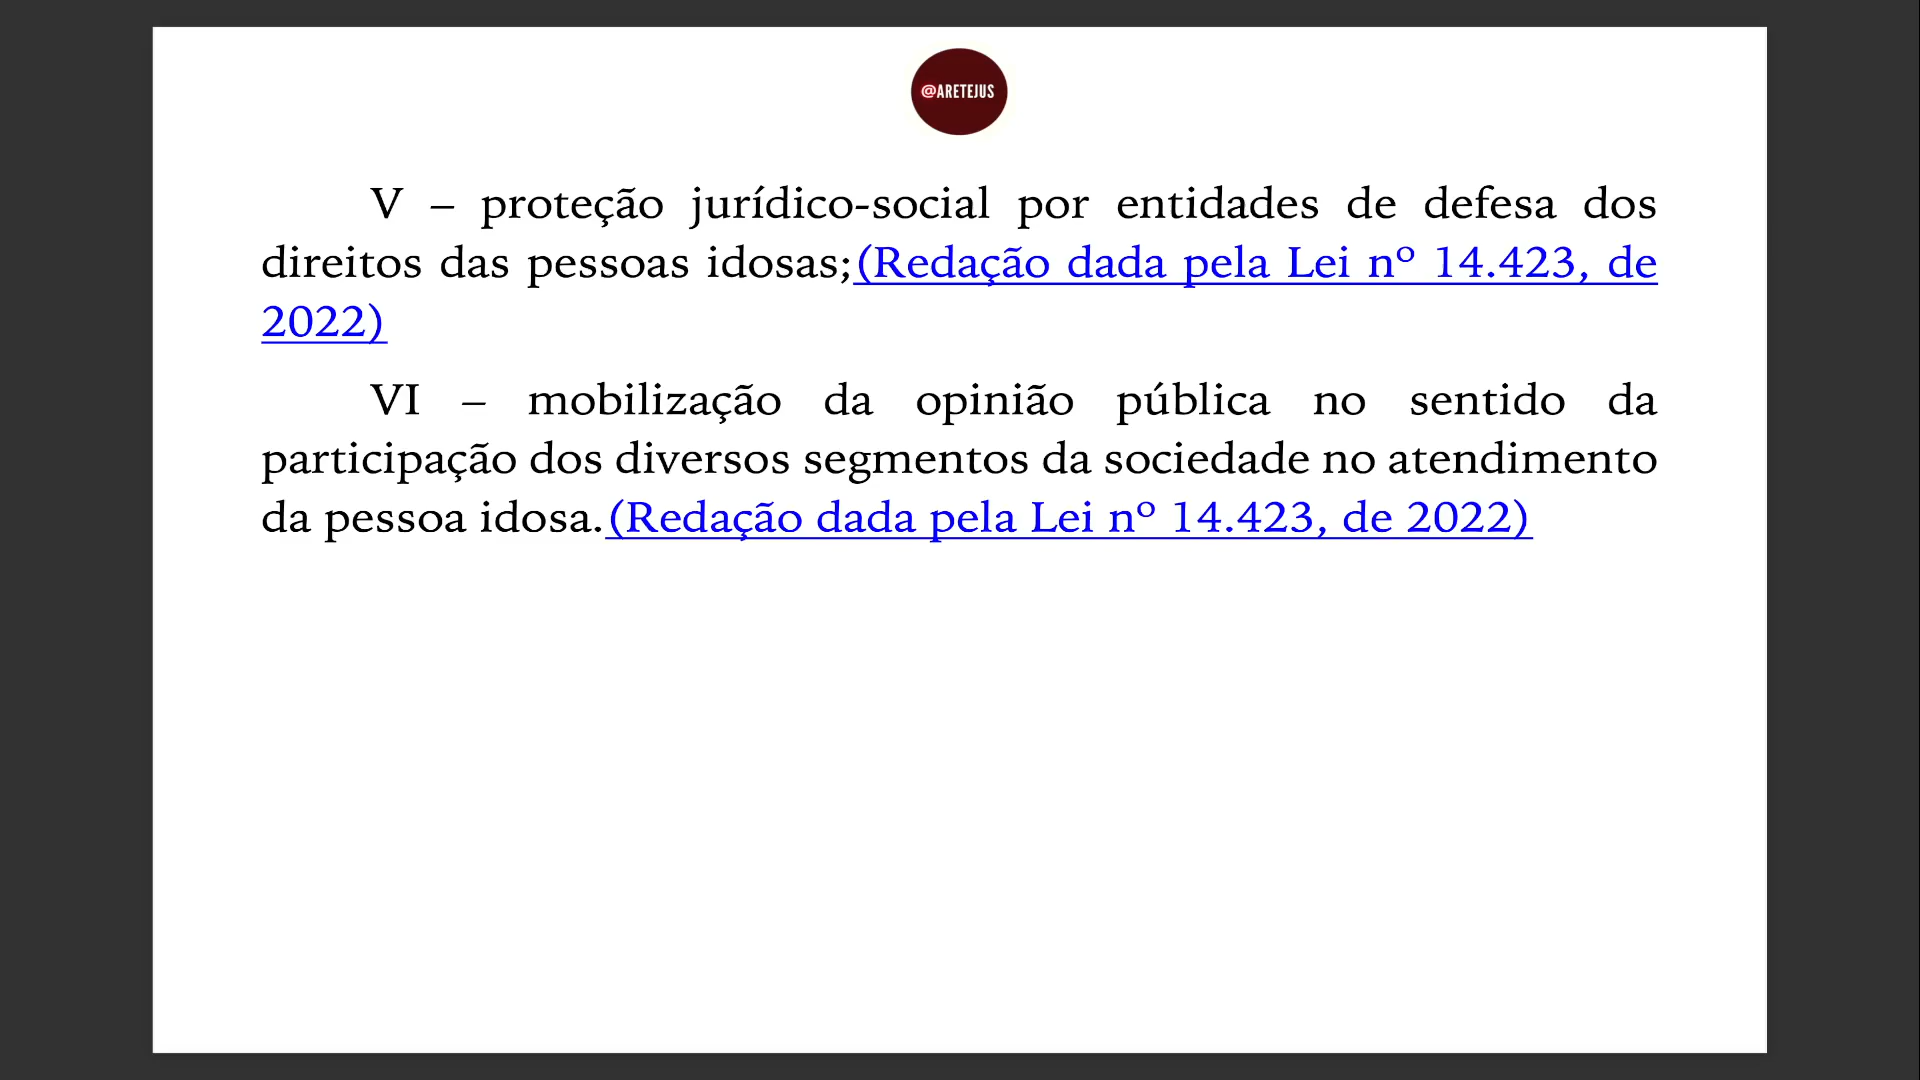 @ARETEJUS
V – proteção jurídico-social por entidades de defesa dos
direitos das pessoas idosas;(Redação dada pela Lei nº 14.423, de
2022)
VI – mobilização da opinião pública no sentido da
participação dos diversos segmentos da sociedade no atendimento
da pessoa idosa.(Redação dada pela Lei nº 14.423, de 2022)